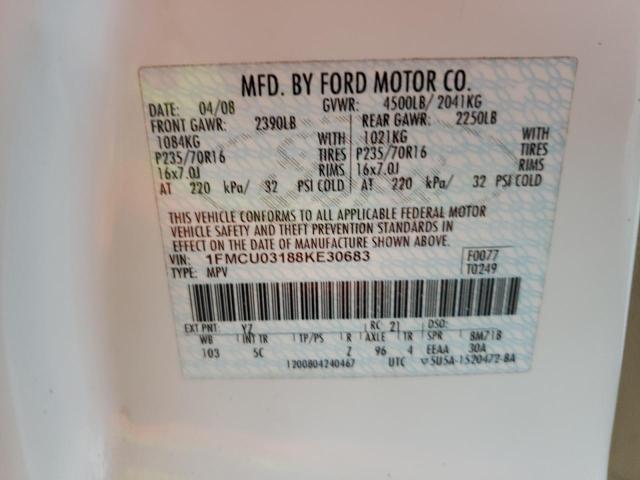 MFD. BY FORD MOTOR CO.
DATE: 04/08 GVWR: 4500LB/ 2041KG
FRONT GAWR: 2390LB REAR GAWR: 2250LB
1084KG WITH 1021KG WITH
P235/70R16 TIRES P235/70R16 TIRES
16x7.0J RIMS 16x7.0J RIMS
AT 220 kPa/ 32 PSI COLD AT 220 kPa/ 32 PSI COLD
THIS VEHICLE CONFORMS TO ALL APPLICABLE FEDERAL MOTOR
VEHICLE SAFETY AND THEFT PREVENTION STANDARDS IN
EFFECT ON THE DATE OF MANUFACTURE SHOWN ABOVE.
VIN: 1FMCU03188KE30683 F0077
TYPE: MPV T0249
EXT PNT: YZ RC: 21 DSO:
WB INT TR TP/PS R AXLE TR SPR 8M71B
103 5C Z 96 4 EEAA 30A
1200804240467 UTC ▽5U5A-1520472-BA